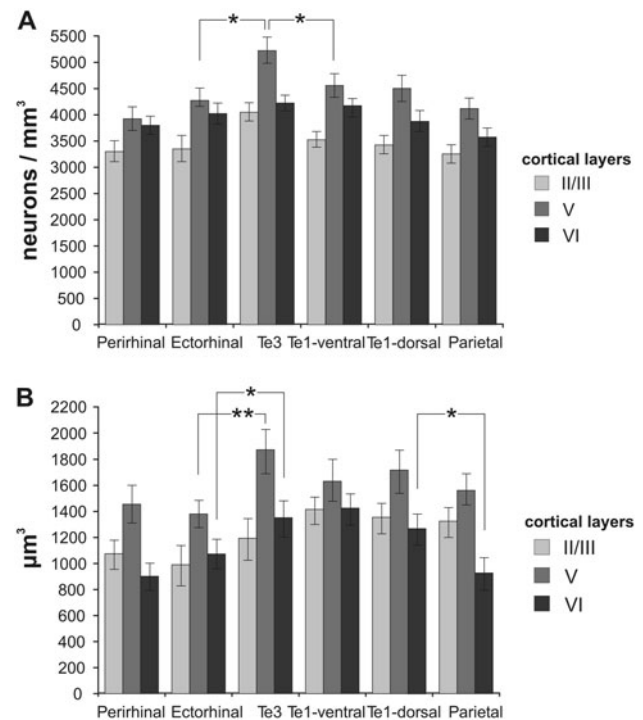 A
neurons / mm³
5500
5000
4500
4000
3500
3000
2500
2000
1500
1000
500
0
* *
Perirhinal Ectorhinal Te3 Te1-ventral Te1-dorsal Parietal
cortical layers
II/III
V
VI
B
µm³
2200
2000
1800
1600
1400
1200
1000
800
600
400
200
0
*
** *
Perirhinal Ectorhinal Te3 Te1-ventral Te1-dorsal Parietal
cortical layers
II/III
V
VI